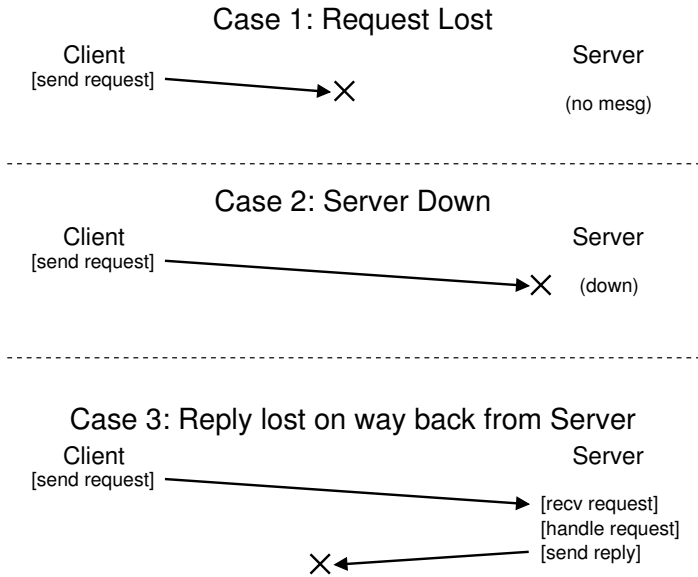 Case 1: Request Lost
Client Server
[send request]
(no mesg)
Case 2: Server Down
Client Server
[send request]
(down)
Case 3: Reply lost on way back from Server
Client Server
[send request]
[recv request]
[handle request]
[send reply]